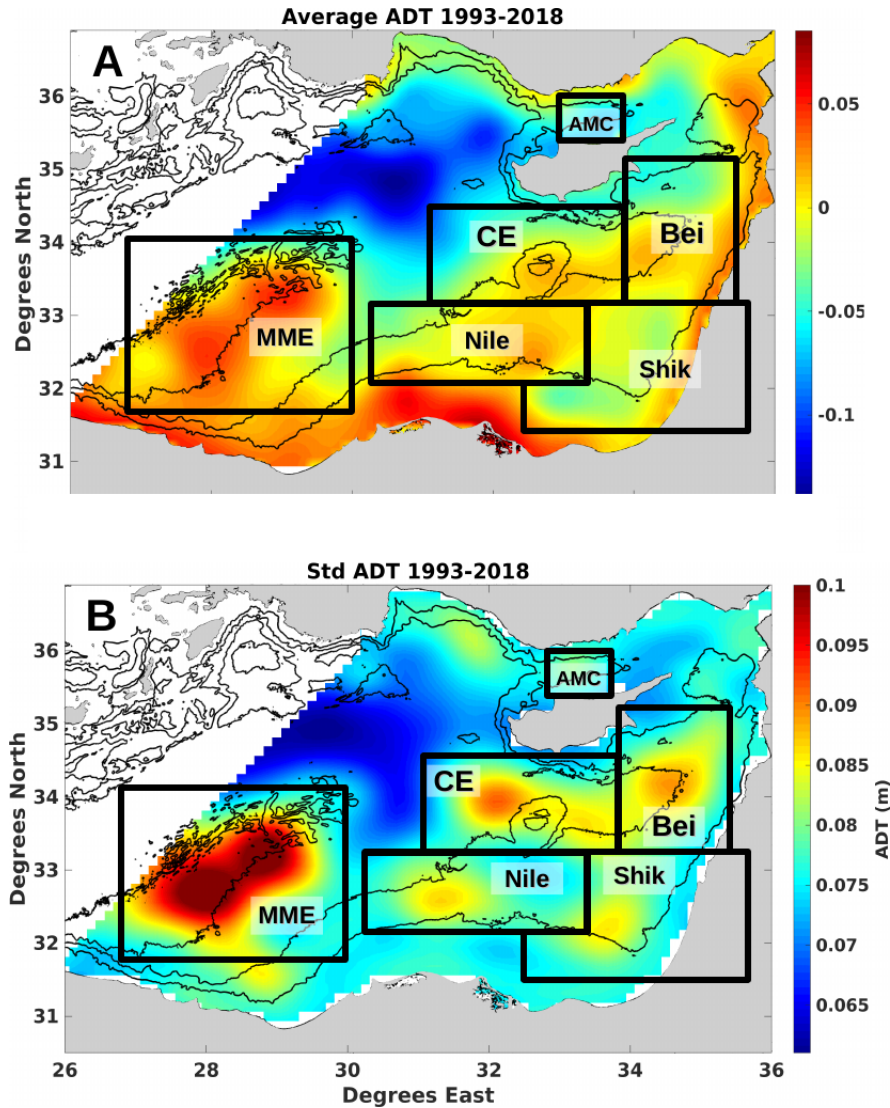 Average ADT 1993-2018
A
Degrees North
36
35
34
33
32
31
AMC
CE
Bei
MME
Nile
Shik
0.05
0
-0.05
-0.1
Std ADT 1993-2018
B
Degrees North
36
35
34
33
32
31
AMC
CE
Bei
Nile
Shik
MME
26
28
30
32
34
36
Degrees East
0.1
0.095
0.09
0.085
0.08
0.075
0.07
0.065
ADT (m)